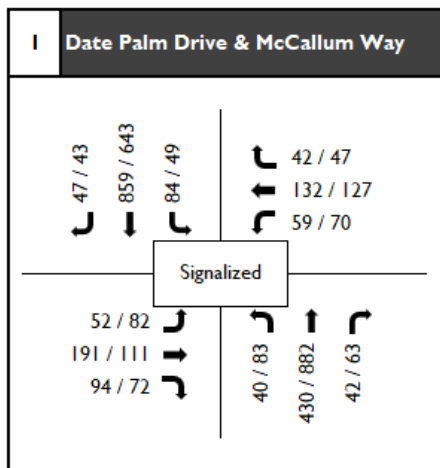 1 Date Palm Drive & McCallum Way
47 / 43
859 / 643
84 / 49
42 / 47
132 / 127
59 / 70
Signalized
52 / 82
191 / 111
94 / 72
40 / 83
430 / 882
42 / 63